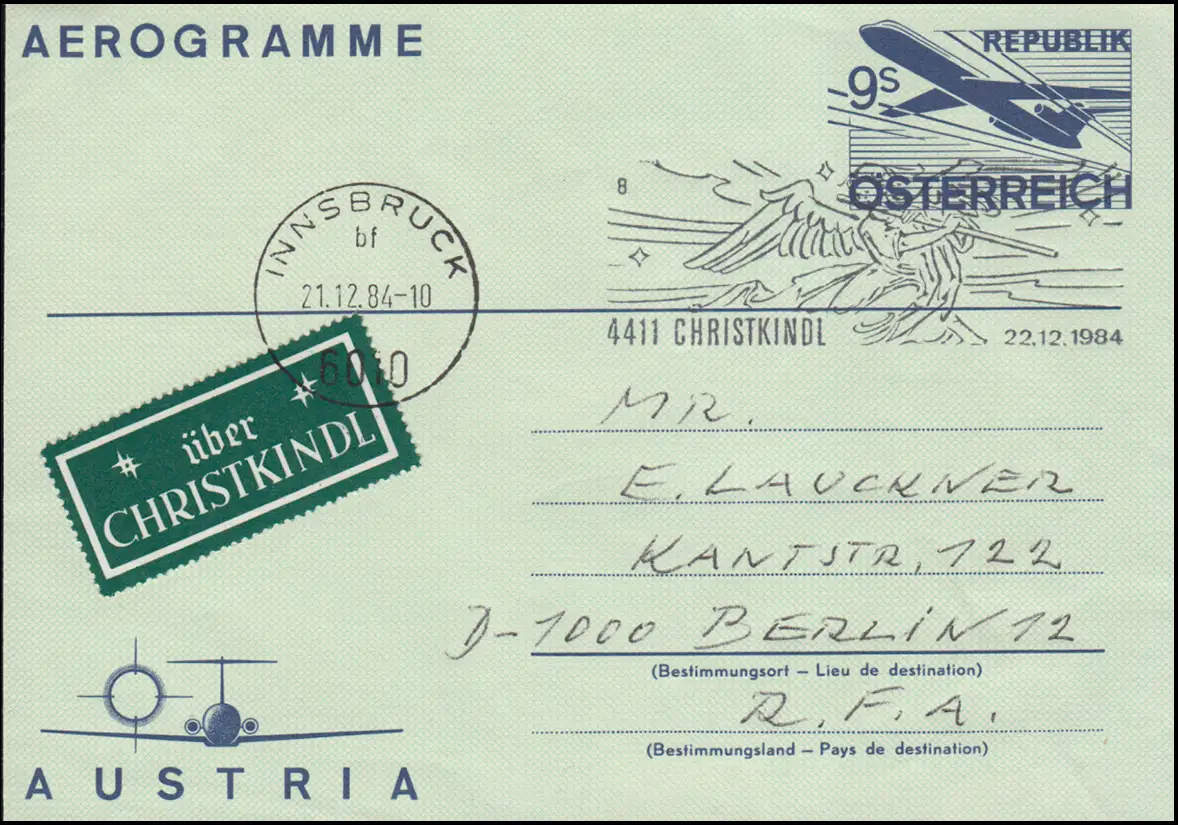 AEROGRAMME
REPUBLIK
9S
ÖSTERREICH
INNSBRUCK
bf
21.12.84-10
6010
8
4411 CHRISTKINDL
22.12.1984
über
CHRISTKINDL
MR.
E. LAUCKNER
KANTSTR. 122
D-1000 BERLIN 12
(Bestimmungsort – Lieu de destination)
R. F. A.
(Bestimmungsland – Pays de destination)
AUSTRIA